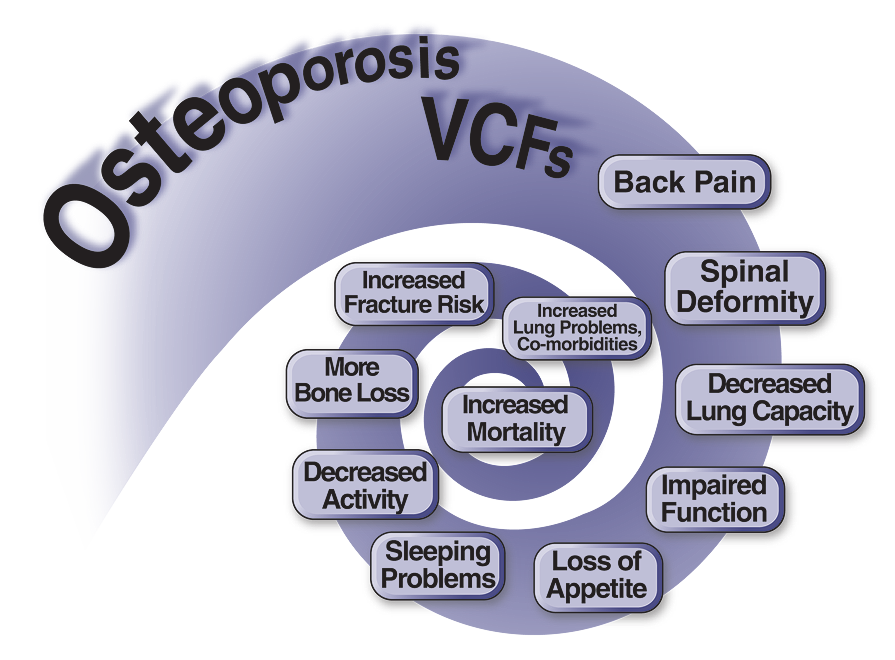 Osteoporosis
VCFs
Back Pain
Spinal
Deformity
Decreased
Lung Capacity
Impaired
Function
Loss of
Appetite
Sleeping
Problems
Decreased
Activity
More
Bone Loss
Increased
Fracture Risk
Increased
Lung Problems,
Co-morbidities
Increased
Mortality